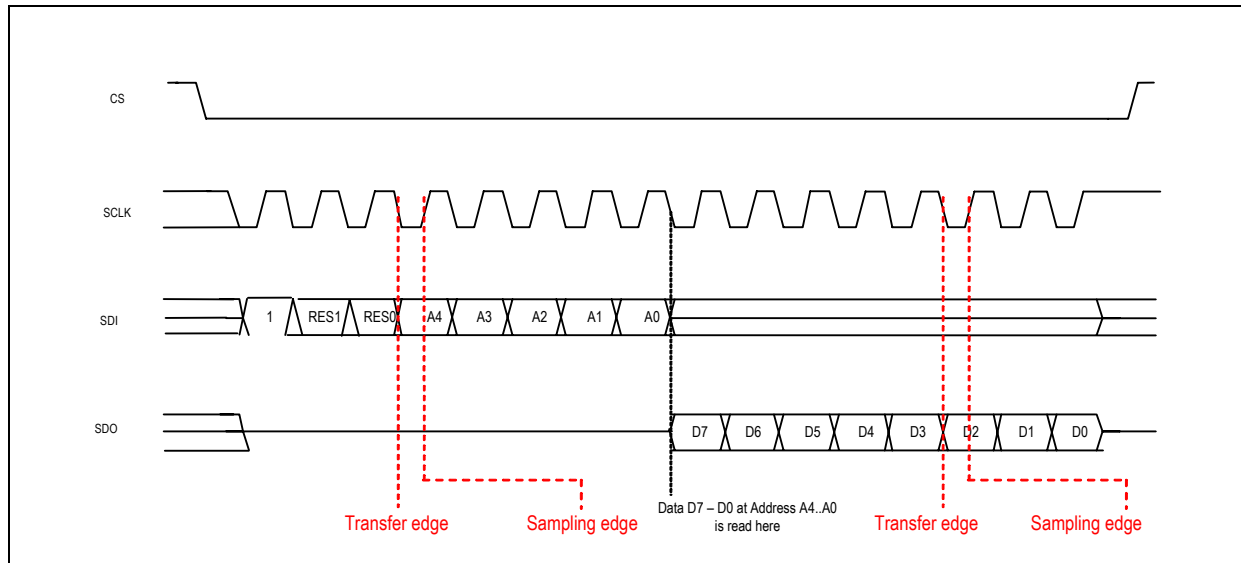 CS
SCLK
SDI
1 RES1 RES0 A4 A3 A2 A1 A0
SDO
D7 D6 D5 D4 D3 D2 D1 D0
Transfer edge
Sampling edge
Data D7 – D0 at Address A4..A0
is read here
Transfer edge
Sampling edge